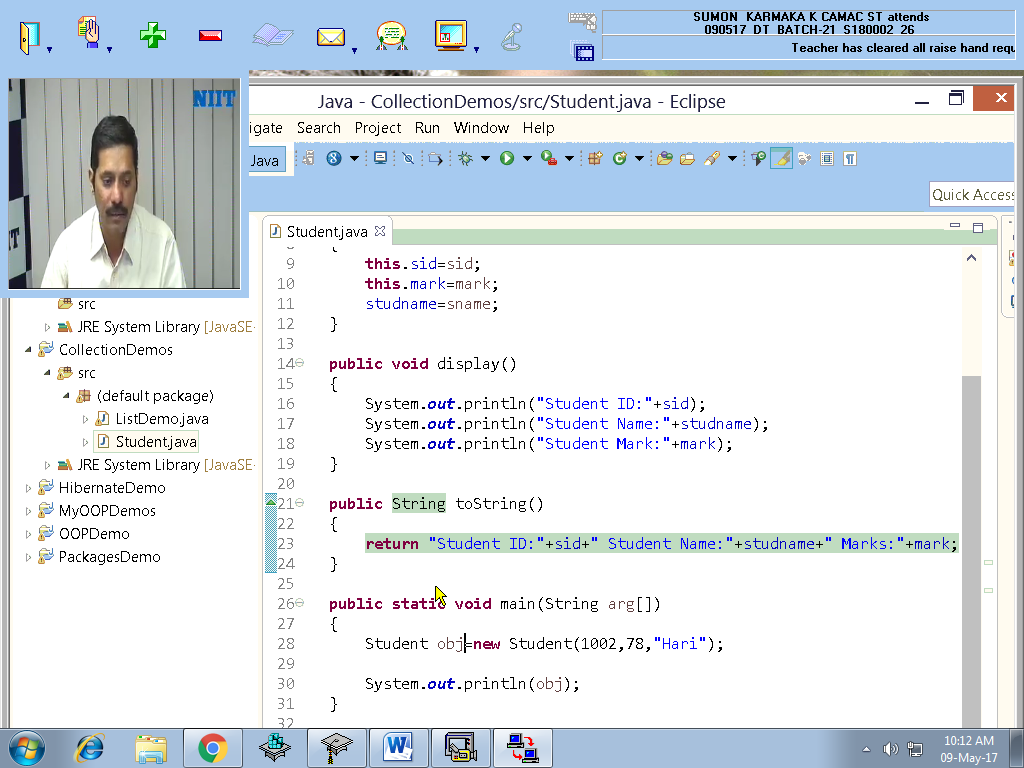 SUMON KARMAKA K CAMAC ST attends
090517 DT BATCH-21 S180002 26
Teacher has cleared all raise hand requ
NIIT
Java - CollectionDemos/src/Student.java - Eclipse
igate Search Project Run Window Help
Java
Quick Access
Student.java
src
JRE System Library [JavaSE-
CollectionDemos
src
(default package)
ListDemo.java
Student.java
JRE System Library [JavaSE-
HibernateDemo
MyOOPDemos
OOPDemo
PackagesDemo
8 {
9 this.sid=sid;
10 this.mark=mark;
11 studname=sname;
12 }
13
14 public void display()
15 {
16 System.out.println("Student ID:"+sid);
17 System.out.println("Student Name:"+studname);
18 System.out.println("Student Mark:"+mark);
19 }
20
21 public String toString()
22 {
23 return "Student ID:"+sid+" Student Name:"+studname+" Marks:"+mark;
24 }
25
26 public static void main(String arg[])
27 {
28 Student obj=new Student(1002,78,"Hari");
29
30 System.out.println(obj);
31 }
32
10:12 AM
09-May-17